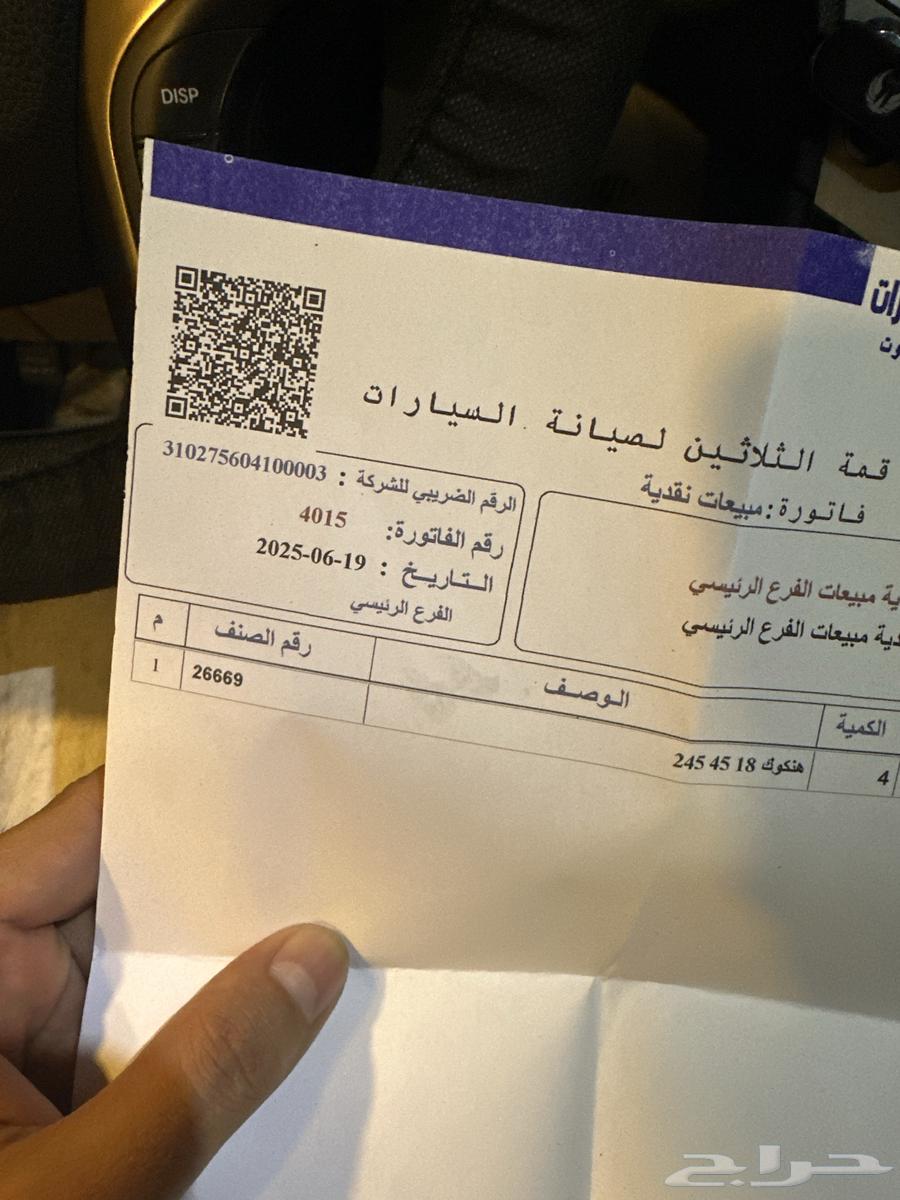 DISP
قمة الثلاثين لصيانة السيارات
فاتورة: مبيعات نقدية
الرقم الضريبي للشركة : 310275604100003
رقم الفاتورة: 4015
التاريخ : 2025-06-19
الفرع الرئيسي
مبيعات الفرع الرئيسي
مبيعات الفرع الرئيسي
م رقم الصنف الوصف الكمية
1 26669 هنكوك 18 45 245 4
حراج